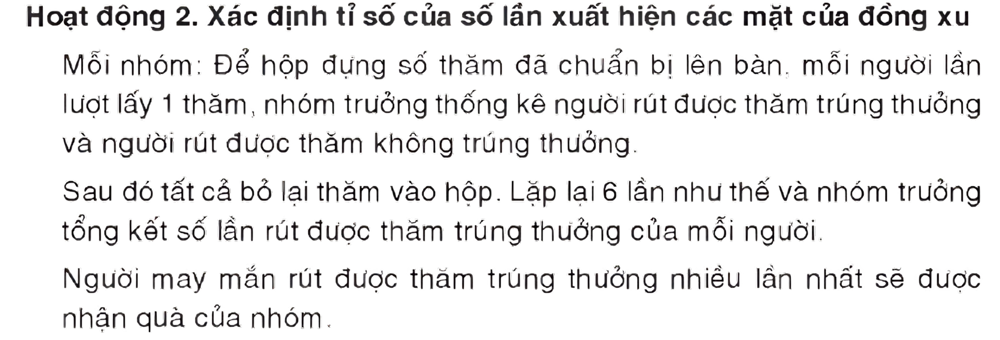 Hoạt động 2. Xác định tỉ số của số lần xuất hiện các mặt của đồng xu
Mỗi nhóm: Để hộp đựng số thăm đã chuẩn bị lên bàn, mỗi người lần
lượt lấy 1 thăm, nhóm trưởng thống kê người rút được thăm trúng thưởng
và người rút được thăm không trúng thưởng.
Sau đó tất cả bỏ lại thăm vào hộp. Lặp lại 6 lần như thế và nhóm trưởng
tổng kết số lần rút được thăm trúng thưởng của mỗi người.
Người may mắn rút được thăm trúng thưởng nhiều lần nhất sẽ được
nhận quà của nhóm.